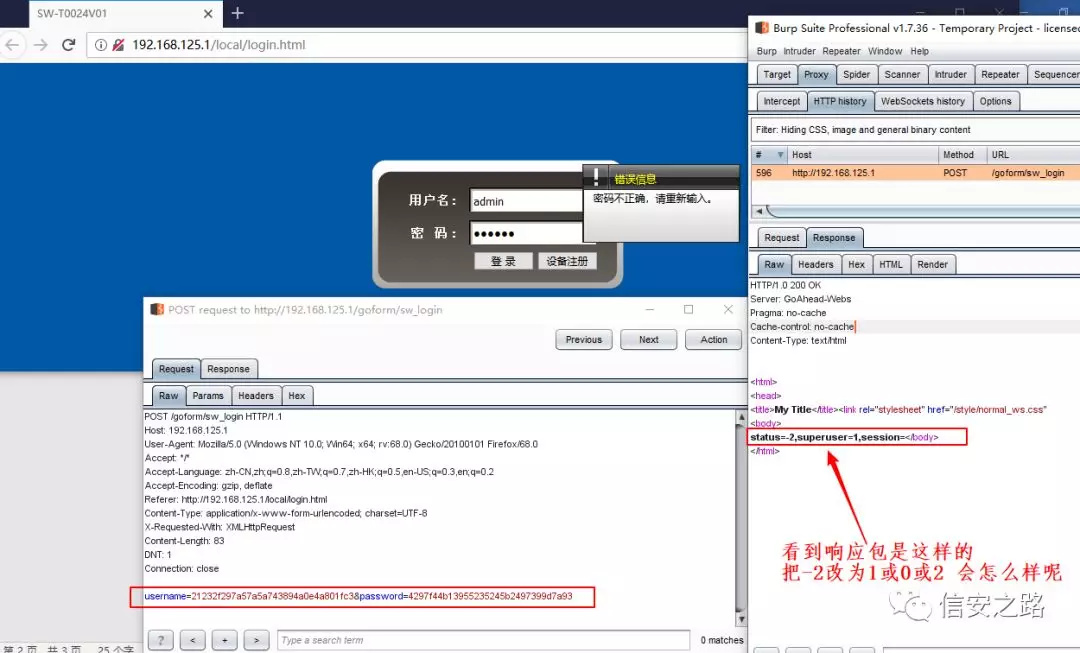 SW-T0024V01
192.168.125.1/local/login.html
用户名：
admin
密 码：
登 录
设备注册
错误信息
密码不正确，请重新输入。
POST request to http://192.168.125.1/goform/sw_login
Previous
Next
Action
Request
Response
Raw
Params
Headers
Hex
POST /goform/sw_login HTTP/1.1
Host: 192.168.125.1
User-Agent: Mozilla/5.0 (Windows NT 10.0; Win64; x64; rv:68.0) Gecko/20100101 Firefox/68.0
Accept: */*
Accept-Language: zh-CN,zh;q=0.8,zh-TW;q=0.7,zh-HK;q=0.5,en-US;q=0.3,en;q=0.2
Accept-Encoding: gzip, deflate
Referer: http://192.168.125.1/local/login.html
Content-Type: application/x-www-form-urlencoded; charset=UTF-8
X-Requested-With: XMLHttpRequest
Content-Length: 83
DNT: 1
Connection: close
username=21232f297a57a5a743894a0e4a801fc3&password=4297f44b13955235245b2497399d7a93
?
<
+
>
Type a search term
0 matches
Burp Suite Professional v1.7.36 - Temporary Project - licensed
Burp Intruder Repeater Window Help
Target
Proxy
Spider
Scanner
Intruder
Repeater
Sequencer
Intercept
HTTP history
WebSockets history
Options
Filter: Hiding CSS, image and general binary content
# Host Method URL
596 http://192.168.125.1 POST /goform/sw_login
Request
Response
Raw
Headers
Hex
HTML
Render
HTTP/1.0 200 OK
Server: GoAhead-Webs
Pragma: no-cache
Cache-control: no-cache
Content-Type: text/html
<html>
<head>
<title>My Title</title><link rel="stylesheet" href="/style/normal_ws.css"
<body>
status=-2,superuser=1,session=</body>
</html>
看到响应包是这样的
把-2改为1或0或2 会怎么样呢
信安之路